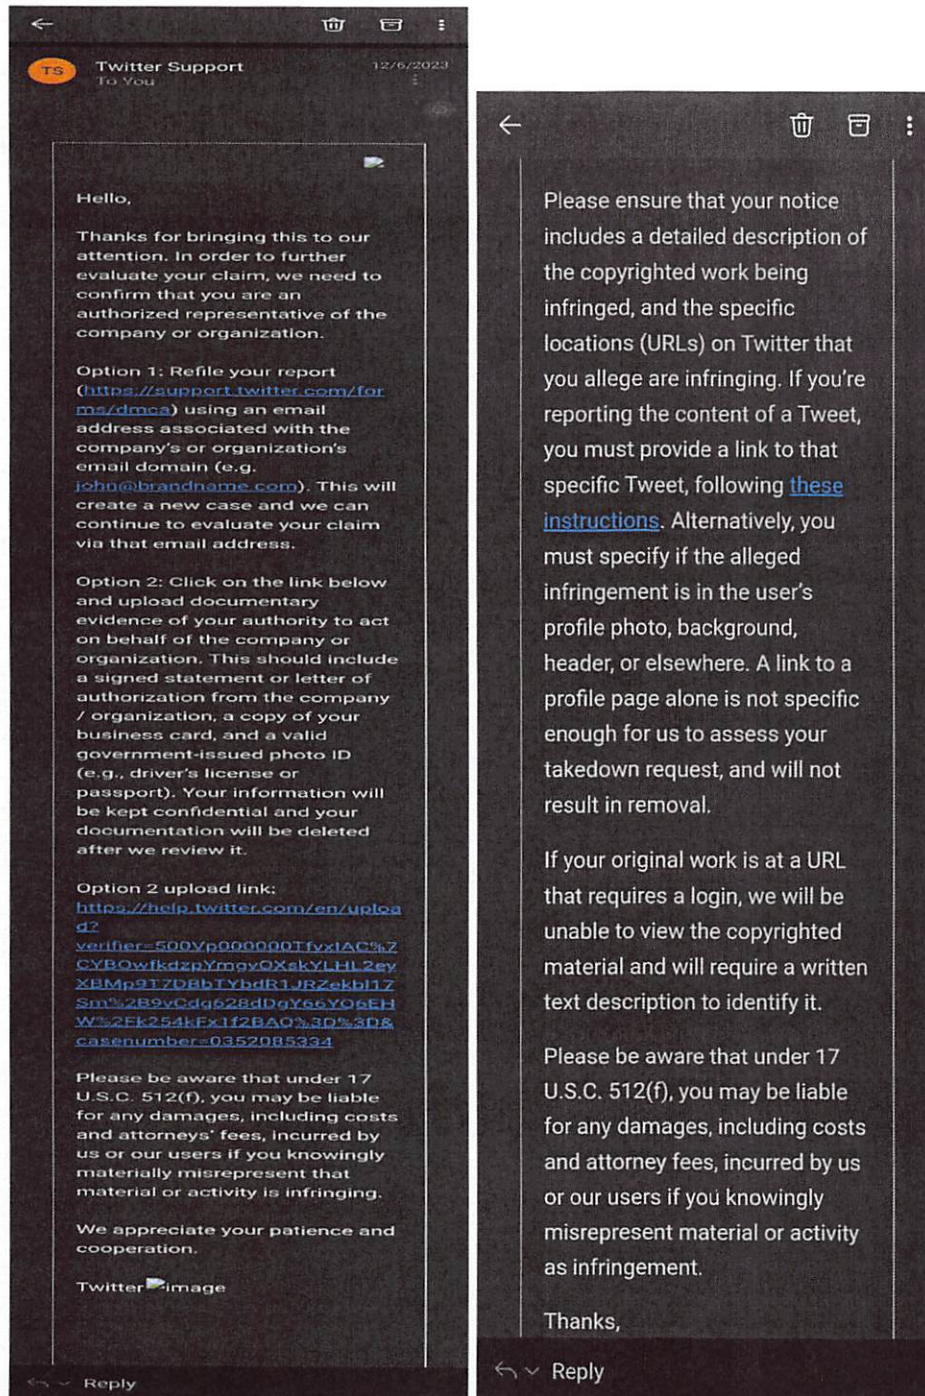 TS
Twitter Support
12/6/2023
To You
Hello,
Thanks for bringing this to our
attention. In order to further
evaluate your claim, we need to
confirm that you are an
authorized representative of the
company or organization.
Option 1: Refile your report
(https://support.twitter.com/for
ms/dmca) using an email
address associated with the
company's or organization's
email domain (e.g.
john@brandname.com). This will
create a new case and we can
continue to evaluate your claim
via that email address.
Option 2: Click on the link below
and upload documentary
evidence of your authority to act
on behalf of the company or
organization. This should include
a signed statement or letter of
authorization from the company
/ organization, a copy of your
business card, and a valid
government-issued photo ID
(e.g., driver's license or
passport). Your information will
be kept confidential and your
documentation will be deleted
after we review it.
Option 2 upload link:
https://help.twitter.com/en/uploa
d?
verifier=500Vp000000TfvxIAC%7
CYBOwfkdzpYmgvOXskYLHL2ey
XBMp9T7DBbTYbdR1JRZekbl17
Sm%2B9vCdg628dDqY66YO6EH
W%2Fk254kFx1f2BAQ%3D%3D&
casenumber=0352085334
Please be aware that under 17
U.S.C. 512(f), you may be liable
for any damages, including costs
and attorneys' fees, incurred by
us or our users if you knowingly
materially misrepresent that
material or activity is infringing.
We appreciate your patience and
cooperation.
Twitter image
Reply
Please ensure that your notice
includes a detailed description of
the copyrighted work being
infringed, and the specific
locations (URLs) on Twitter that
you allege are infringing. If you're
reporting the content of a Tweet,
you must provide a link to that
specific Tweet, following these
instructions. Alternatively, you
must specify if the alleged
infringement is in the user's
profile photo, background,
header, or elsewhere. A link to a
profile page alone is not specific
enough for us to assess your
takedown request, and will not
result in removal.
If your original work is at a URL
that requires a login, we will be
unable to view the copyrighted
material and will require a written
text description to identify it.
Please be aware that under 17
U.S.C. 512(f), you may be liable
for any damages, including costs
and attorney fees, incurred by us
or our users if you knowingly
misrepresent material or activity
as infringement.
Thanks,
Reply